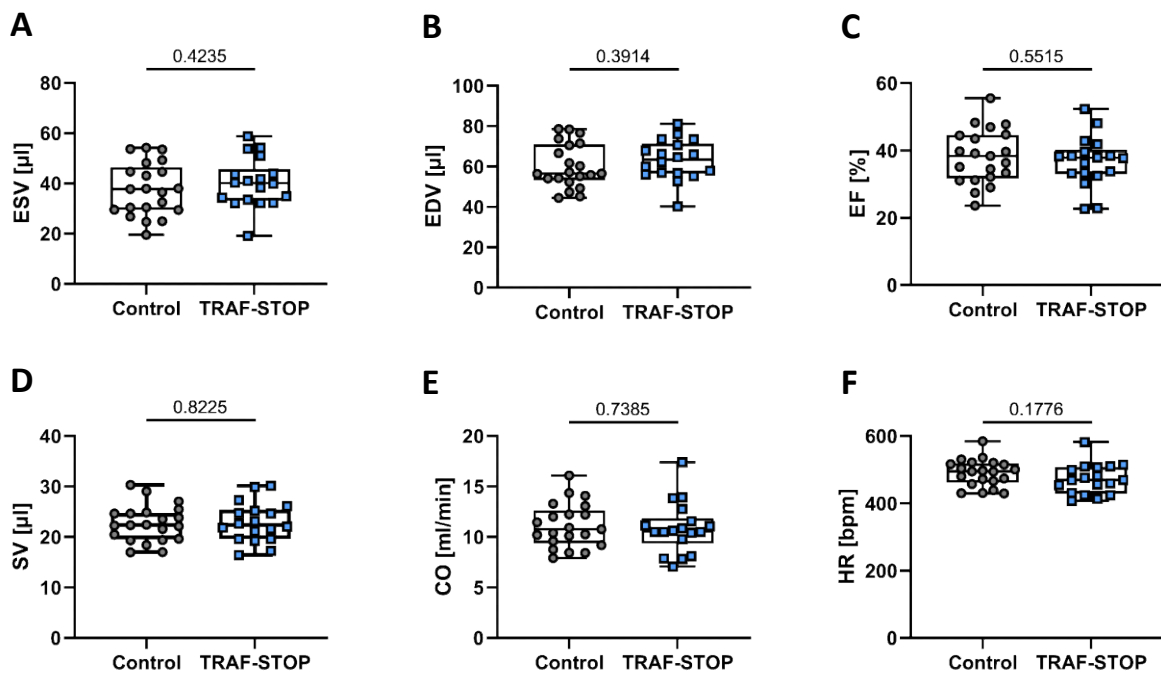 A
0.4235
80
60
40
20
0
ESV [µl]
Control TRAF-STOP
B
0.3914
100
80
60
40
20
0
EDV [µl]
Control TRAF-STOP
C
0.5515
60
40
20
0
EF [%]
Control TRAF-STOP
D
0.8225
40
30
20
10
0
SV [µl]
Control TRAF-STOP
E
0.7385
20
15
10
5
0
CO [ml/min]
Control TRAF-STOP
F
0.1776
600
400
200
0
HR [bpm]
Control TRAF-STOP